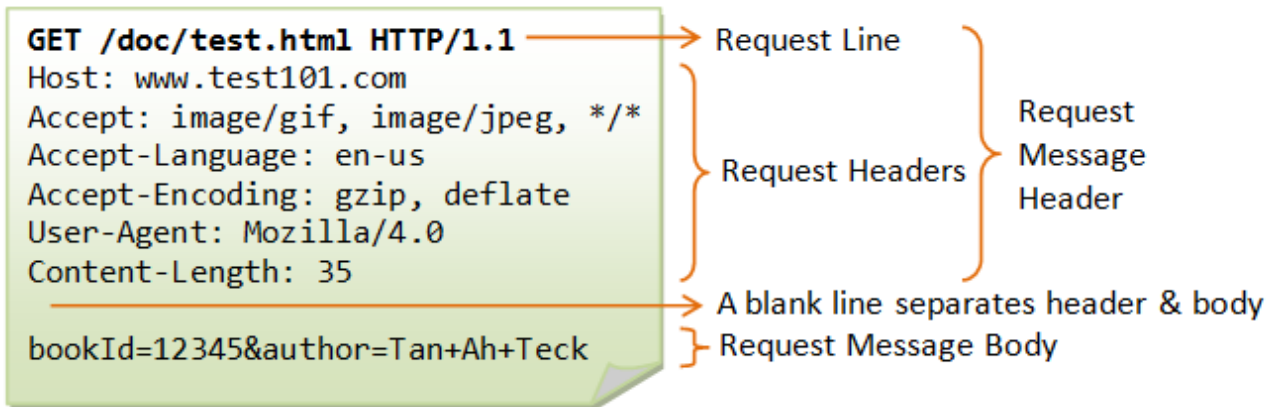 GET /doc/test.html HTTP/1.1
Host: www.test101.com
Accept: image/gif, image/jpeg, */*
Accept-Language: en-us
Accept-Encoding: gzip, deflate
User-Agent: Mozilla/4.0
Content-Length: 35
bookId=12345&author=Tan+Ah+Teck
Request Line
Request Headers
Request
Message
Header
A blank line separates header & body
Request Message Body